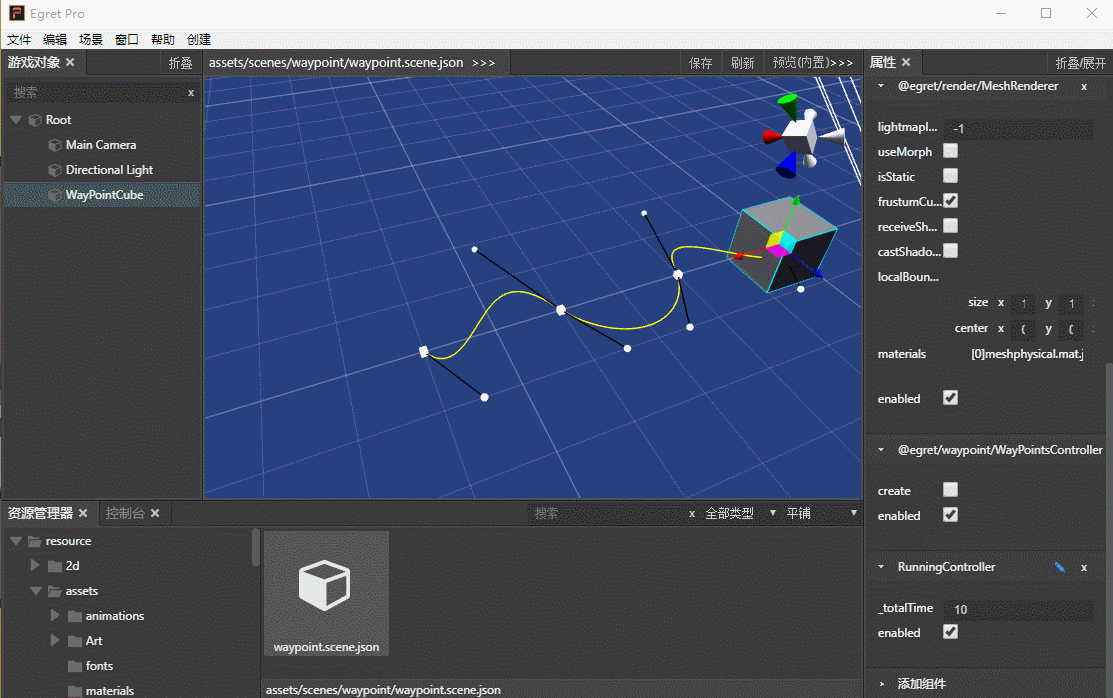 Egret Pro
文件 编辑 场景 窗口 帮助 创建
游戏对象 x 折叠
搜索 x
Root
Main Camera
Directional Light
WayPointCube
assets/scenes/waypoint/waypoint.scene.json >>>
保存 刷新 预览(内置)>>>
属性 x 折叠/展开
@egret/render/MeshRenderer x
lightmapI... -1
useMorph
isStatic
frustumCu...
receiveSh...
castShado...
localBoun...
size x 1 y 1
center x ( y (
materials [0]meshphysical.mat.j
enabled
@egret/waypoint/WayPointsController
create
enabled
RunningController x
_totalTime 10
enabled
添加组件
资源管理器 x 控制台 x
搜索 x 全部类型 平铺
resource
2d
assets
animations
Art
fonts
materials
waypoint.scene.json
assets/scenes/waypoint/waypoint.scene.json